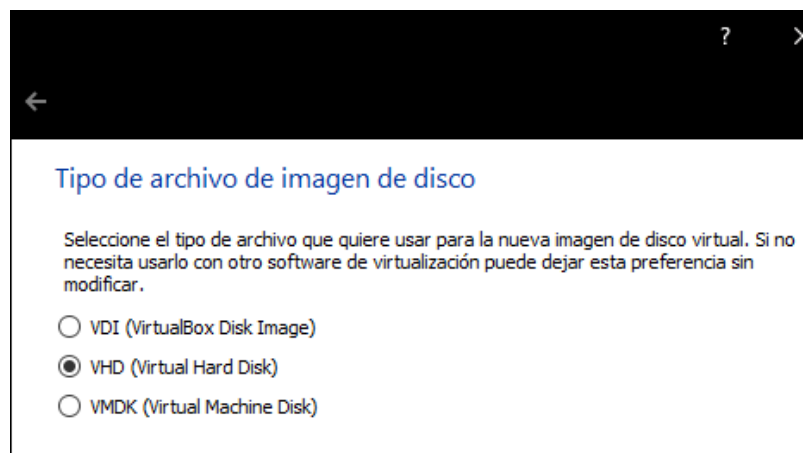 ?
Tipo de archivo de imagen de disco
Seleccione el tipo de archivo que quiere usar para la nueva imagen de disco virtual. Si no
necesita usarlo con otro software de virtualización puede dejar esta preferencia sin
modificar.
VDI (VirtualBox Disk Image)
VHD (Virtual Hard Disk)
VMDK (Virtual Machine Disk)